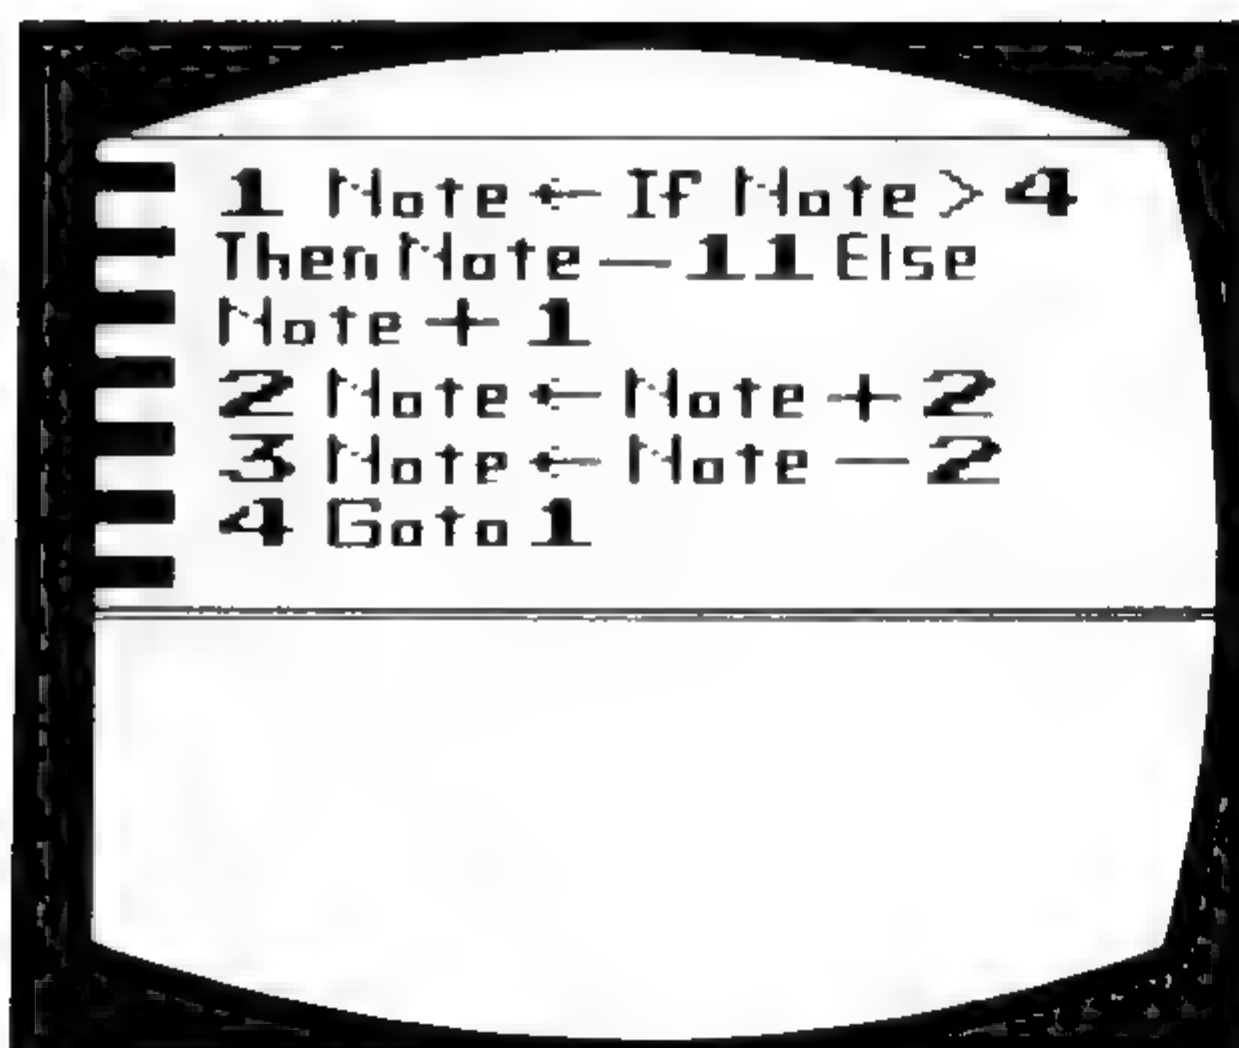 1 Note ← If Note > 4
Then Note — 11 Else
Note + 1
2 Note ← Note + 2
3 Note ← Note — 2
4 Goto 1